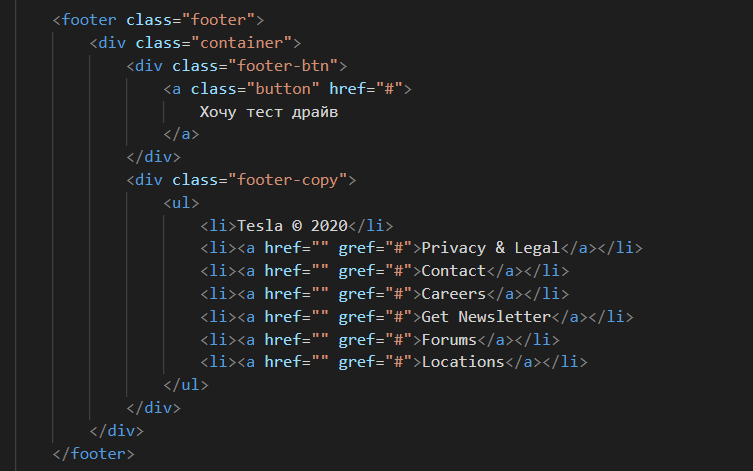 <footer class="footer">
<div class="container">
<div class="footer-btn">
<a class="button" href="#">
Хочу тест драйв
</a>
</div>
<div class="footer-copy">
<ul>
<li>Tesla © 2020</li>
<li><a href="" gref="#">Privacy & Legal</a></li>
<li><a href="" gref="#">Contact</a></li>
<li><a href="" gref="#">Careers</a></li>
<li><a href="" gref="#">Get Newsletter</a></li>
<li><a href="" gref="#">Forums</a></li>
<li><a href="" gref="#">Locations</a></li>
</ul>
</div>
</div>
</footer>